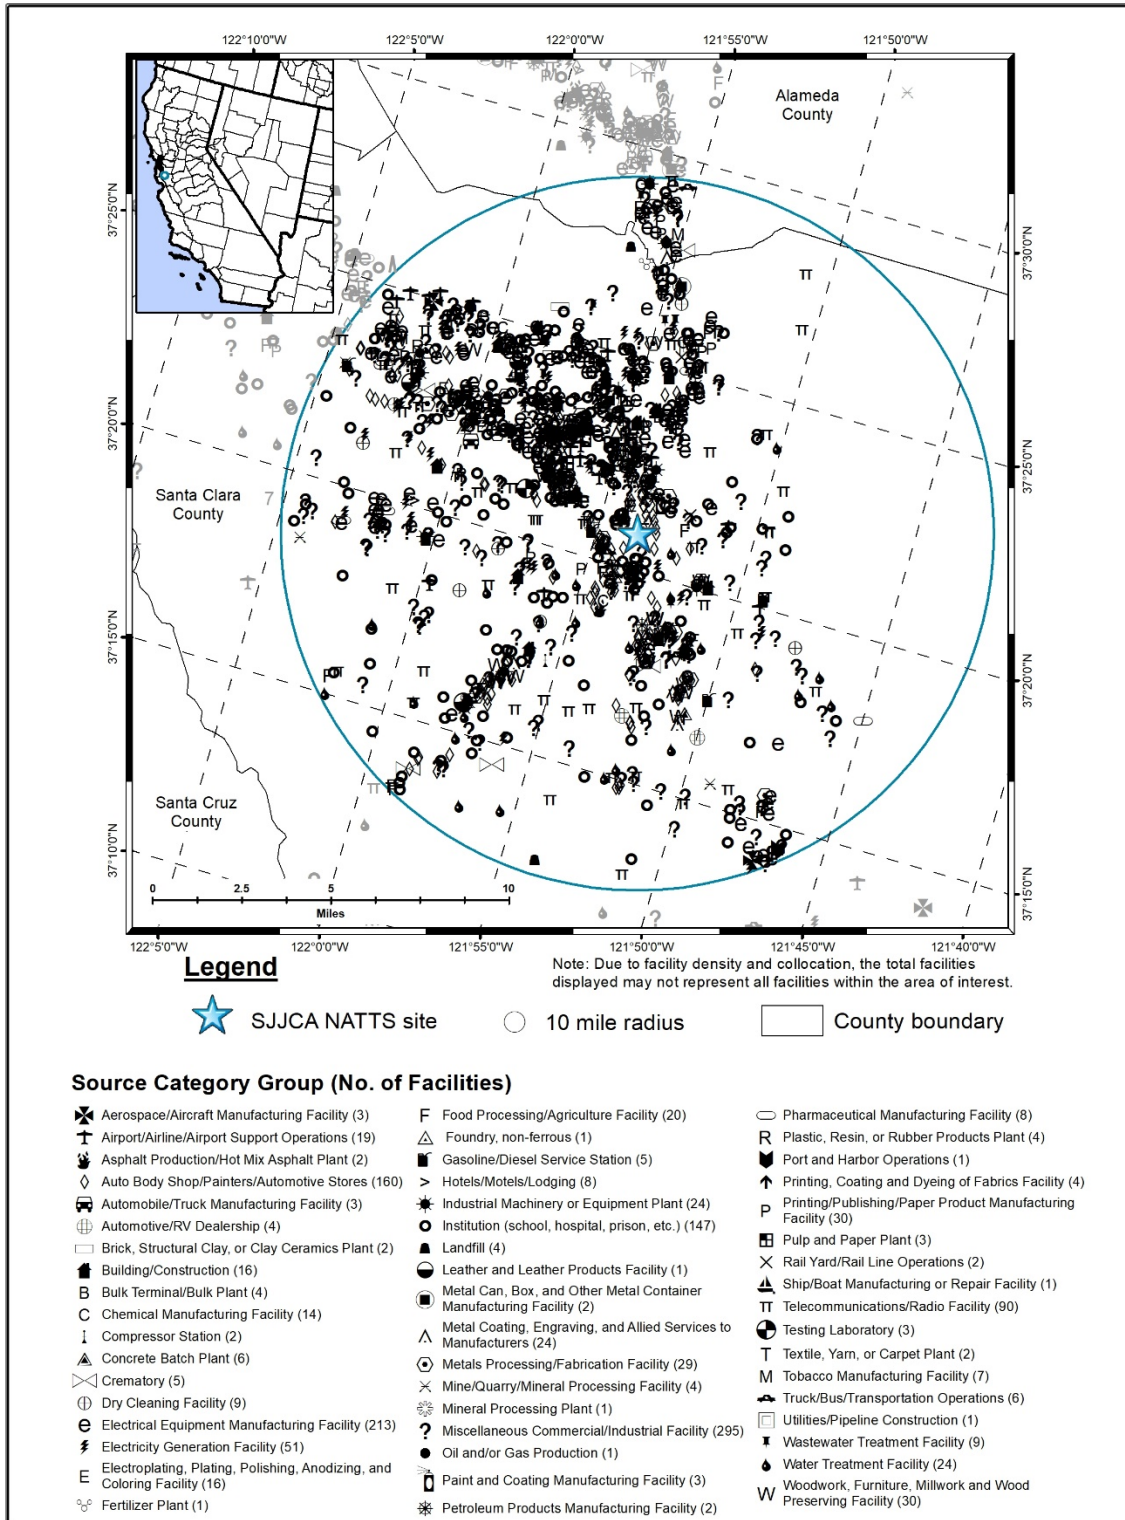 122°10'0"W 122°5'0"W 122°0'0"W 121°55'0"W 121°50'0"W
Alameda
County
37°25'0"N
37°30'0"N
37°20'0"N
37°25'0"N
Santa Clara
County
37°15'0"N
37°20'0"N
Santa Cruz
County
37°10'0"N
37°15'0"N
0 2.5 5 10
Miles
122°5'0"W 122°0'0"W 121°55'0"W 121°50'0"W 121°45'0"W 121°40'0"W
Legend
Note: Due to facility density and collocation, the total facilities
displayed may not represent all facilities within the area of interest.
SJJCA NATTS site
10 mile radius
County boundary
Source Category Group (No. of Facilities)
Aerospace/Aircraft Manufacturing Facility (3)
Airport/Airline/Airport Support Operations (19)
Asphalt Production/Hot Mix Asphalt Plant (2)
Auto Body Shop/Painters/Automotive Stores (160)
Automobile/Truck Manufacturing Facility (3)
Automotive/RV Dealership (4)
Brick, Structural Clay, or Clay Ceramics Plant (2)
Building/Construction (16)
B Bulk Terminal/Bulk Plant (4)
C Chemical Manufacturing Facility (14)
Compressor Station (2)
Concrete Batch Plant (6)
Crematory (5)
Dry Cleaning Facility (9)
e Electrical Equipment Manufacturing Facility (213)
Electricity Generation Facility (51)
E Electroplating, Plating, Polishing, Anodizing, and
Coloring Facility (16)
Fertilizer Plant (1)
F Food Processing/Agriculture Facility (20)
Foundry, non-ferrous (1)
Gasoline/Diesel Service Station (5)
> Hotels/Motels/Lodging (8)
Industrial Machinery or Equipment Plant (24)
Institution (school, hospital, prison, etc.) (147)
Landfill (4)
Leather and Leather Products Facility (1)
Metal Can, Box, and Other Metal Container
Manufacturing Facility (2)
Metal Coating, Engraving, and Allied Services to
Manufacturers (24)
Metals Processing/Fabrication Facility (29)
Mine/Quarry/Mineral Processing Facility (4)
Mineral Processing Plant (1)
? Miscellaneous Commercial/Industrial Facility (295)
Oil and/or Gas Production (1)
Paint and Coating Manufacturing Facility (3)
Petroleum Products Manufacturing Facility (2)
Pharmaceutical Manufacturing Facility (8)
R Plastic, Resin, or Rubber Products Plant (4)
Port and Harbor Operations (1)
Printing, Coating and Dyeing of Fabrics Facility (4)
P Printing/Publishing/Paper Product Manufacturing
Facility (30)
Pulp and Paper Plant (3)
Rail Yard/Rail Line Operations (2)
Ship/Boat Manufacturing or Repair Facility (1)
π Telecommunications/Radio Facility (90)
Testing Laboratory (3)
T Textile, Yarn, or Carpet Plant (2)
M Tobacco Manufacturing Facility (7)
Truck/Bus/Transportation Operations (6)
Utilities/Pipeline Construction (1)
Wastewater Treatment Facility (9)
Water Treatment Facility (24)
W Woodwork, Furniture, Millwork and Wood
Preserving Facility (30)